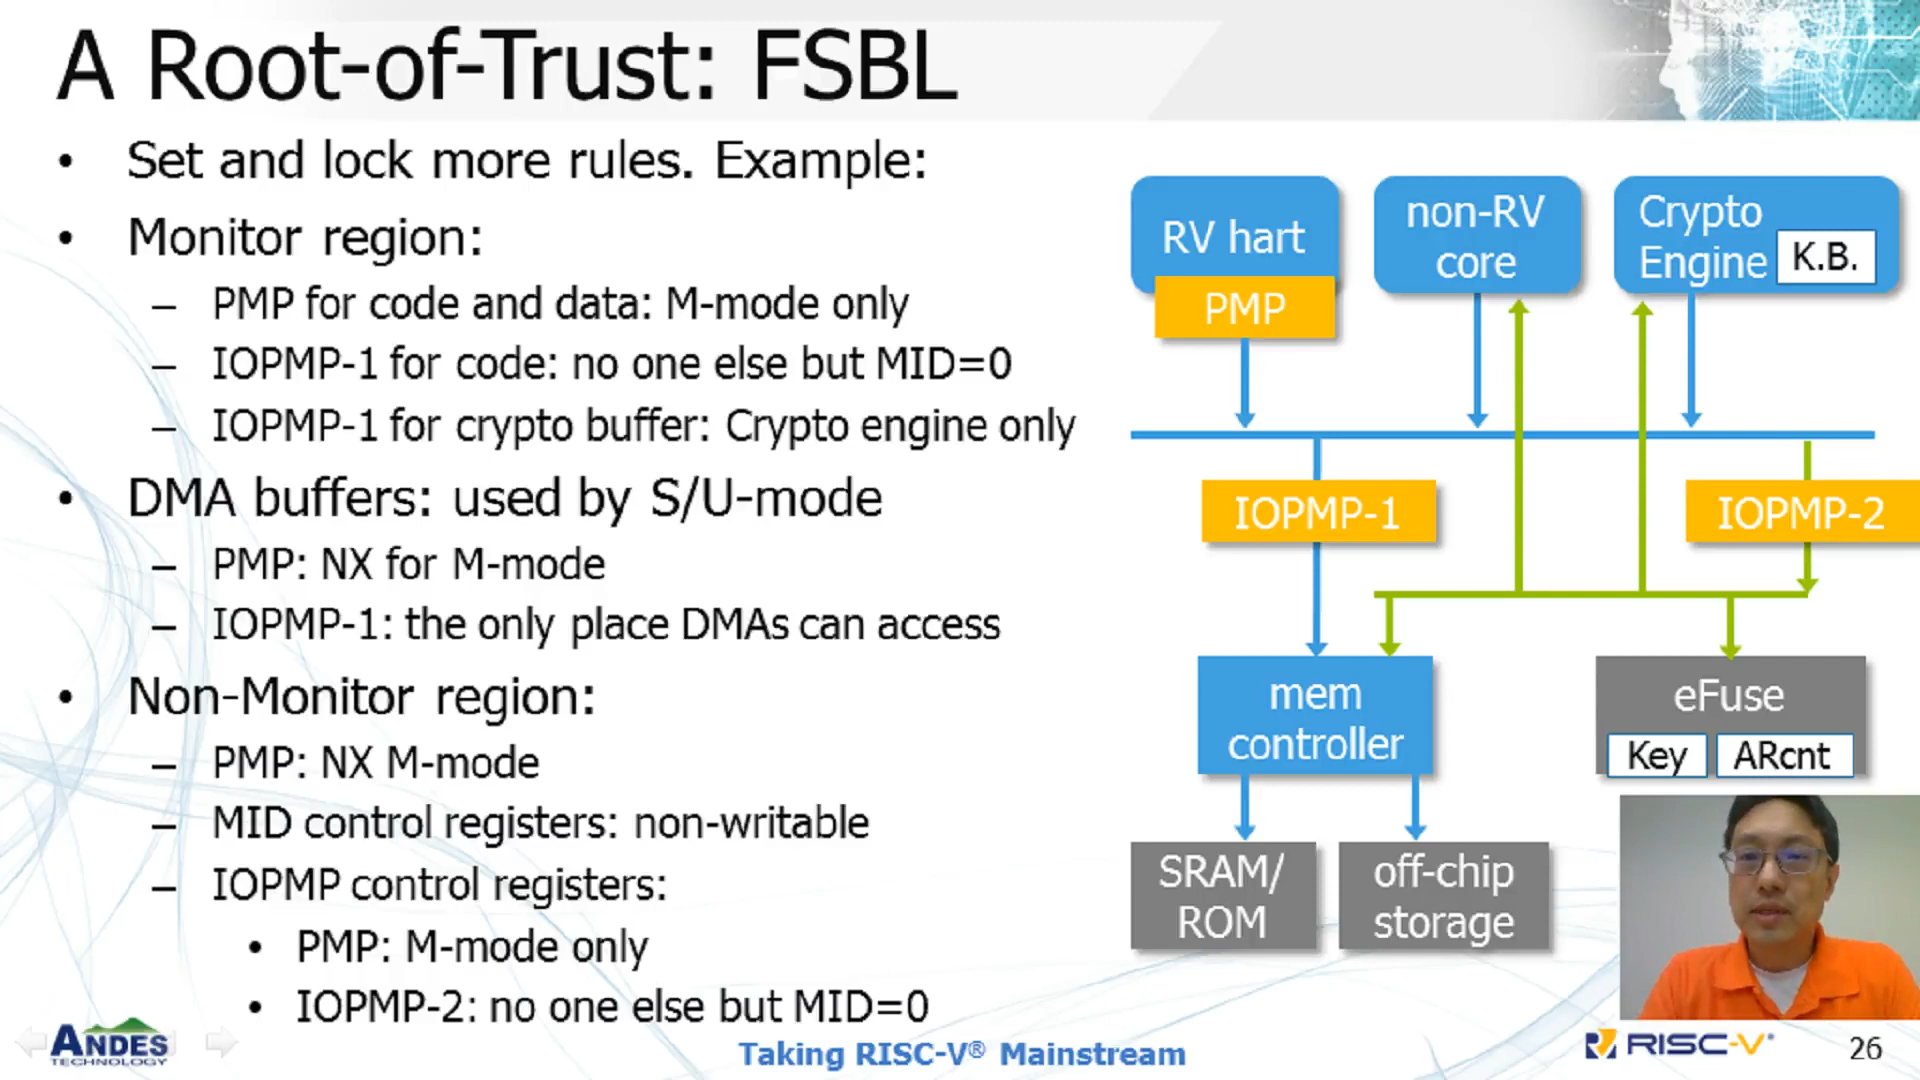 A Root-of-Trust: FSBL
• Set and lock more rules. Example:
• Monitor region:
– PMP for code and data: M-mode only
– IOPMP-1 for code: no one else but MID=0
– IOPMP-1 for crypto buffer: Crypto engine only
• DMA buffers: used by S/U-mode
– PMP: NX for M-mode
– IOPMP-1: the only place DMAs can access
• Non-Monitor region:
– PMP: NX M-mode
– MID control registers: non-writable
– IOPMP control registers:
• PMP: M-mode only
• IOPMP-2: no one else but MID=0
RV hart
PMP
non-RV
core
Crypto
Engine
K.B.
IOPMP-1
IOPMP-2
mem
controller
eFuse
Key
ARcnt
SRAM/
ROM
off-chip
storage
ANDES
TECHNOLOGY
Taking RISC-V® Mainstream
RISC-V®
26